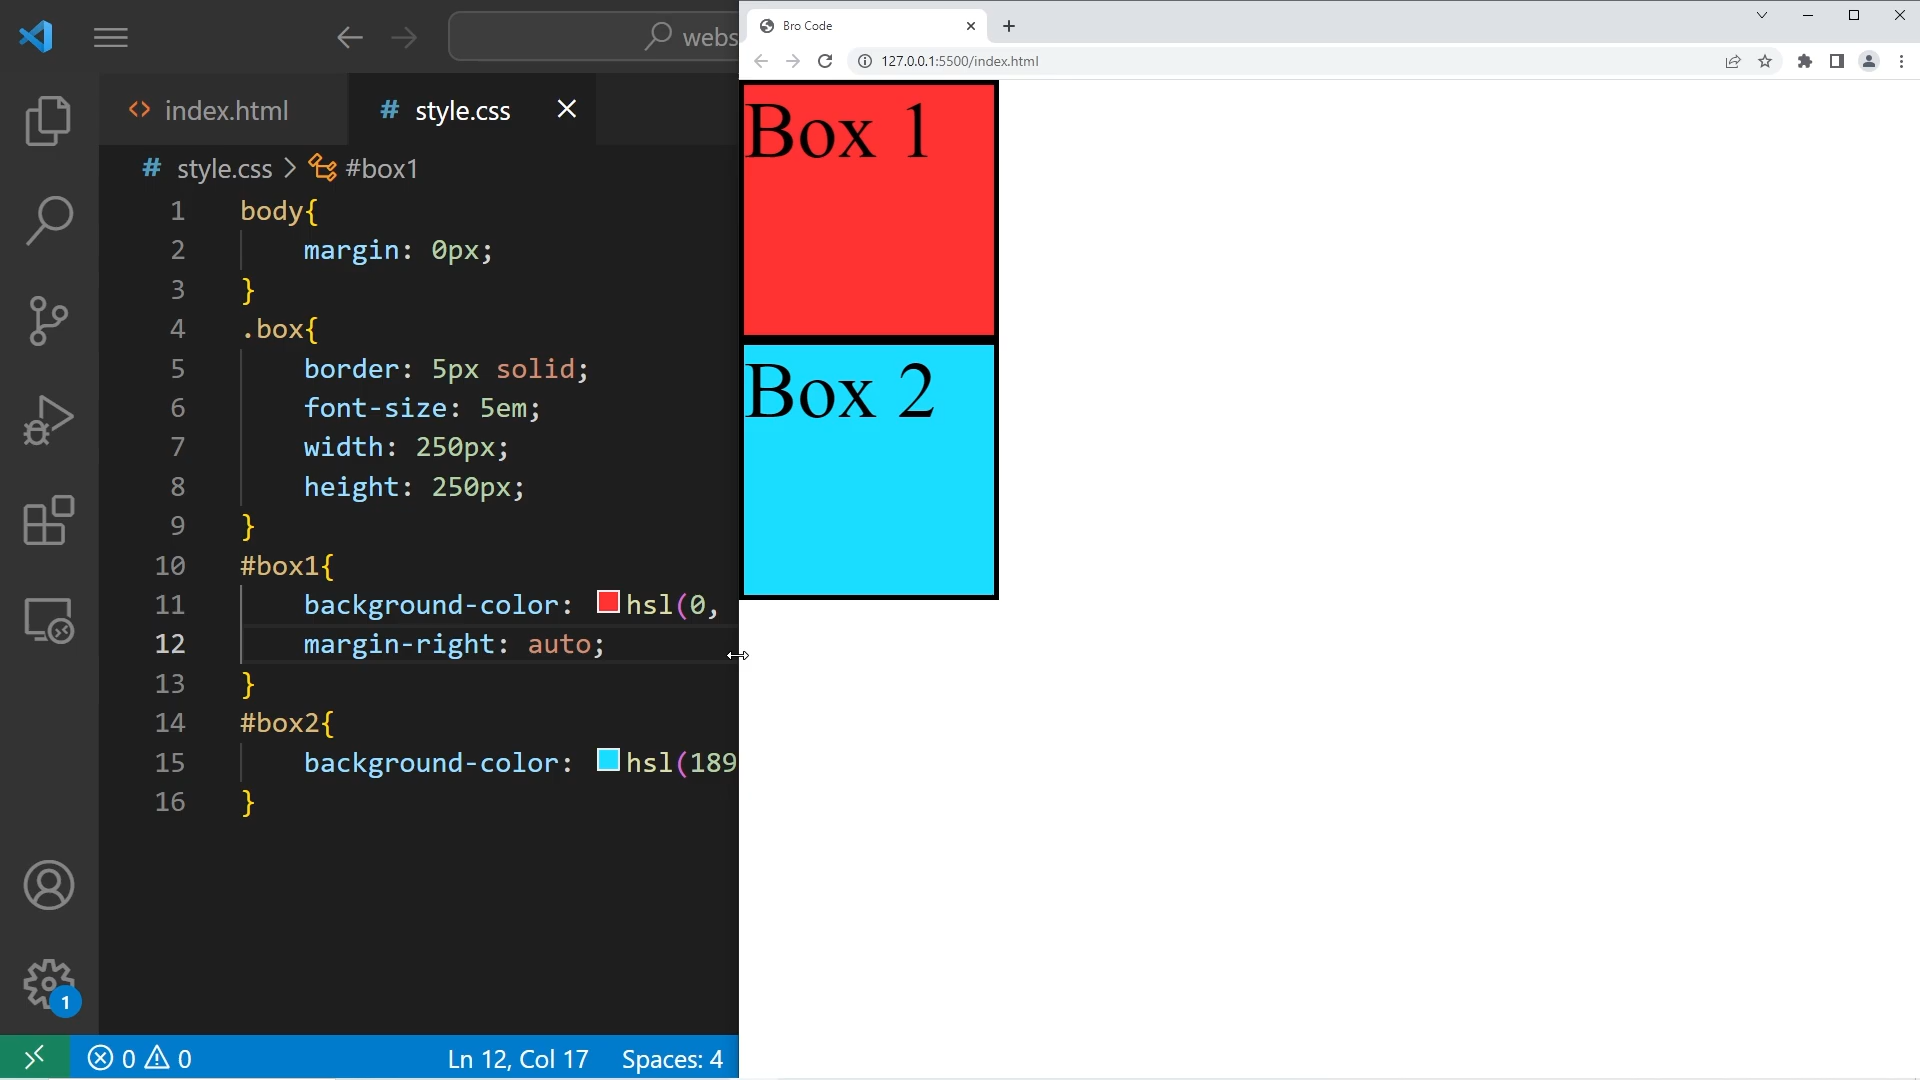 webs
index.html
# style.css
# style.css > #box1
1 body{
2 margin: 0px;
3 }
4 .box{
5 border: 5px solid;
6 font-size: 5em;
7 width: 250px;
8 height: 250px;
9 }
10 #box1{
11 background-color: hsl(0,
12 margin-right: auto;
13 }
14 #box2{
15 background-color: hsl(189
16 }
1
0 0
Ln 12, Col 17 Spaces: 4
Bro Code
127.0.0.1:5500/index.html
Box 1
Box 2